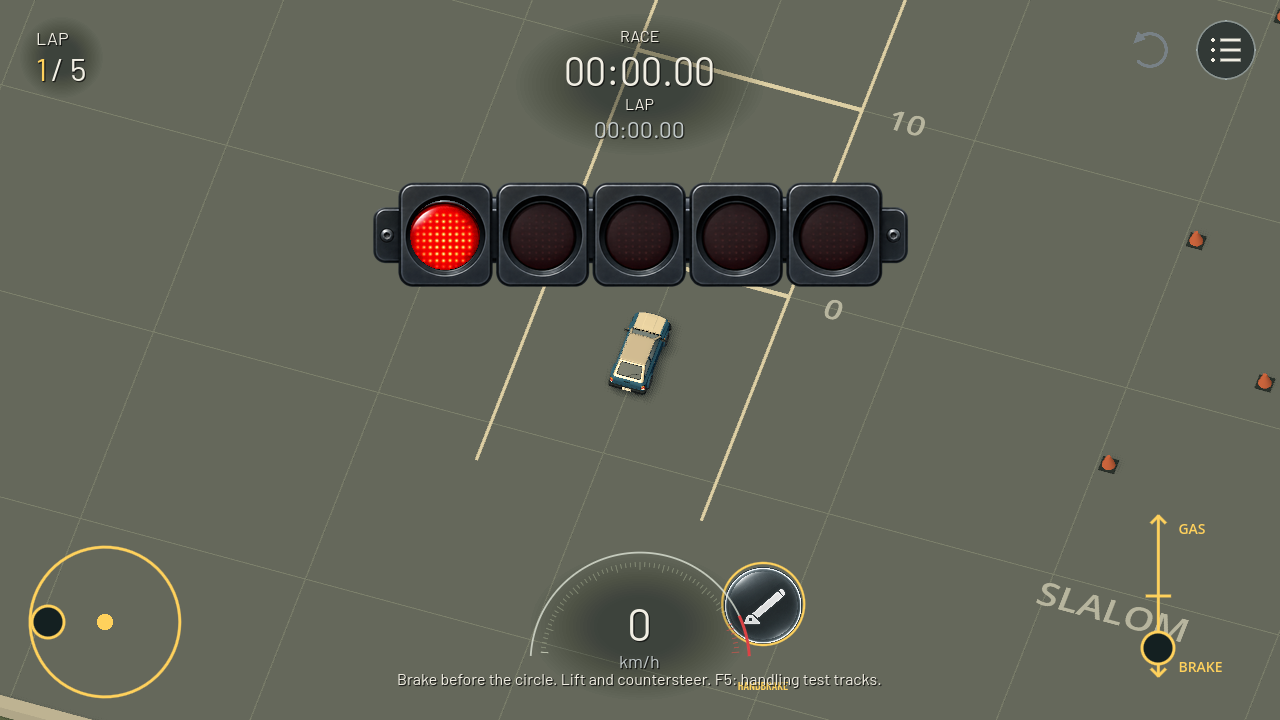 LAP
1/ 5
RACE
00:00.00
LAP
00:00.00
10
0
GAS
SLALOM
BRAKE
0
km/h
HANDBRAKE
Brake before the circle. Lift and countersteer. F5: handling test tracks.